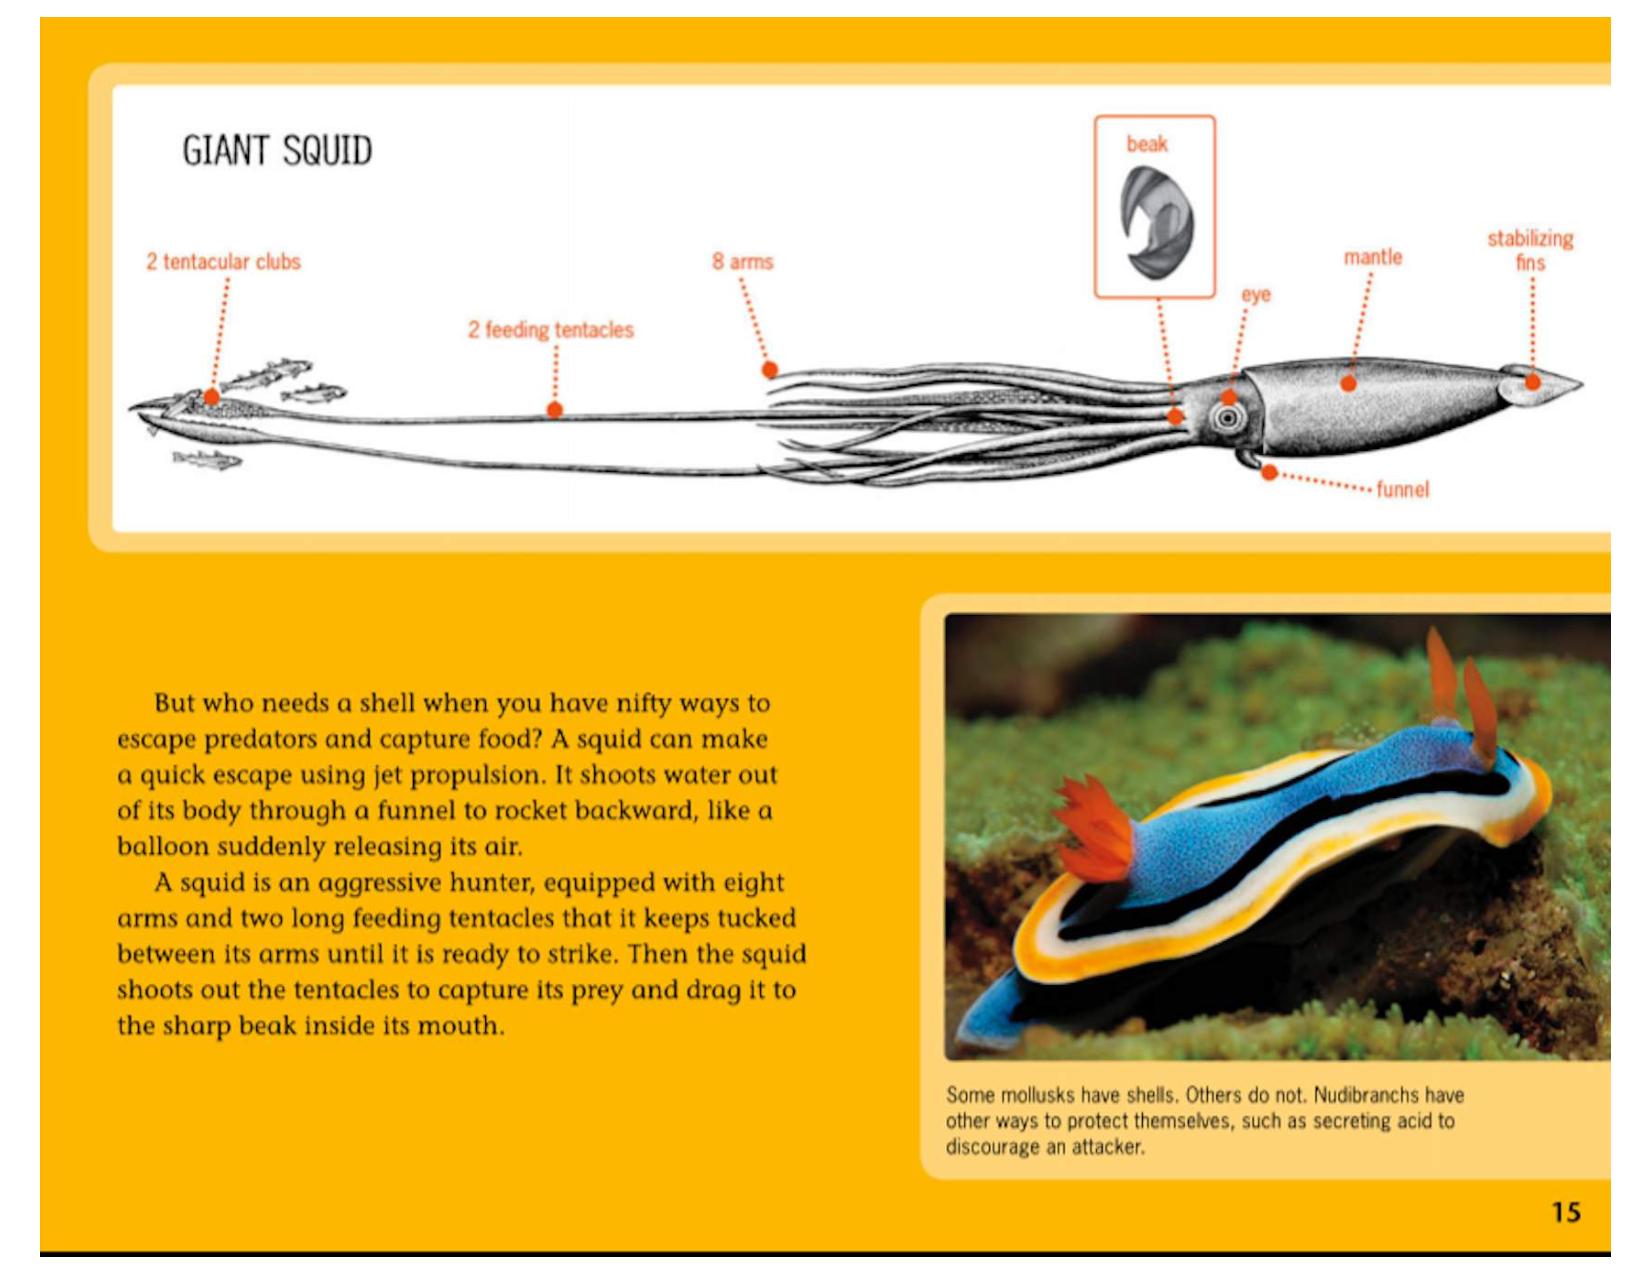 GIANT SQUID
beak
2 tentacular clubs
8 arms
stabilizing
fins
mantle
eye
2 feeding tentacles
funnel
But who needs a shell when you have nifty ways to
escape predators and capture food? A squid can make
a quick escape using jet propulsion. It shoots water out
of its body through a funnel to rocket backward, like a
balloon suddenly releasing its air.
A squid is an aggressive hunter, equipped with eight
arms and two long feeding tentacles that it keeps tucked
between its arms until it is ready to strike. Then the squid
shoots out the tentacles to capture its prey and drag it to
the sharp beak inside its mouth.
Some mollusks have shells. Others do not. Nudibranchs have
other ways to protect themselves, such as secreting acid to
discourage an attacker.
15